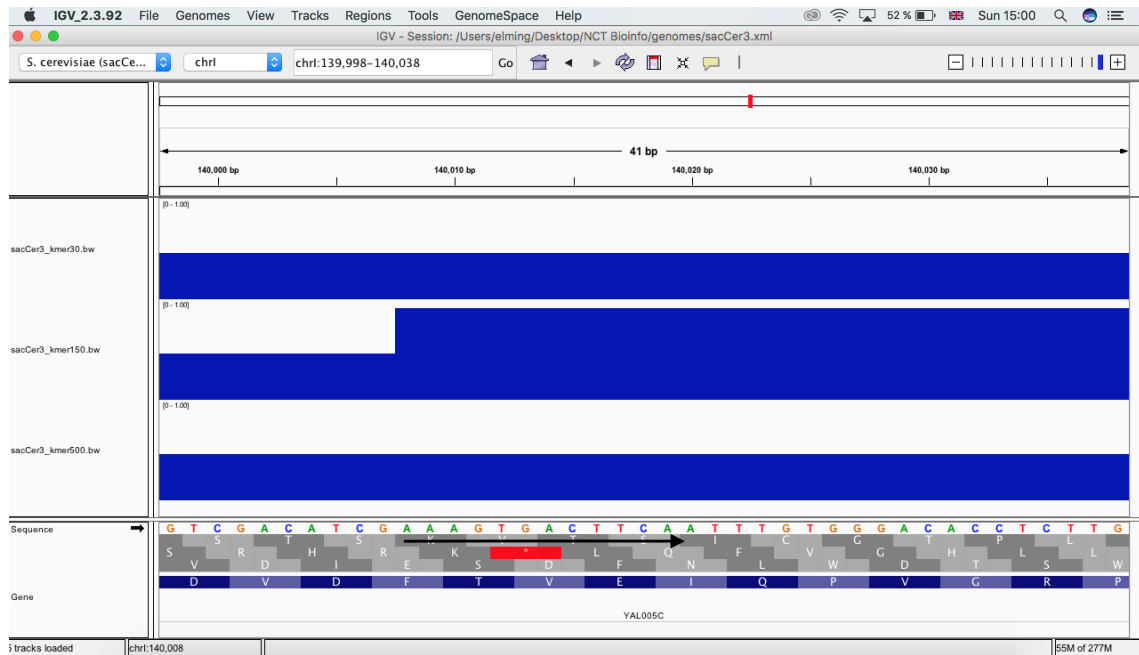 IGV_2.3.92 File Genomes View Tracks Regions Tools GenomeSpace Help 52 % Sun 15:00
IGV - Session: /Users/elming/Desktop/NCT Bioinfo/genomes/sacCer3.xml
S. cerevisiae (sacCe... chrI chrI:139,998-140,038 Go
41 bp
140,000 bp 140,010 bp 140,020 bp 140,030 bp
[0 - 1.00]
sacCer3_kmer30.bw
[0 - 1.00]
sacCer3_kmer150.bw
[0 - 1.00]
sacCer3_kmer500.bw
Sequence G T C G A C A T C G A A A G T G A C T T C A A T T T G T G G G A C A C C T C T T G
S T S K V T S I C G T P L
S R H R K * L Q F V G H L L
V D I E S D F N L W D T S W
D V D F T V E I Q P V G R P
Gene
YAL005C
tracks loaded chrI:140,008 55M of 277M